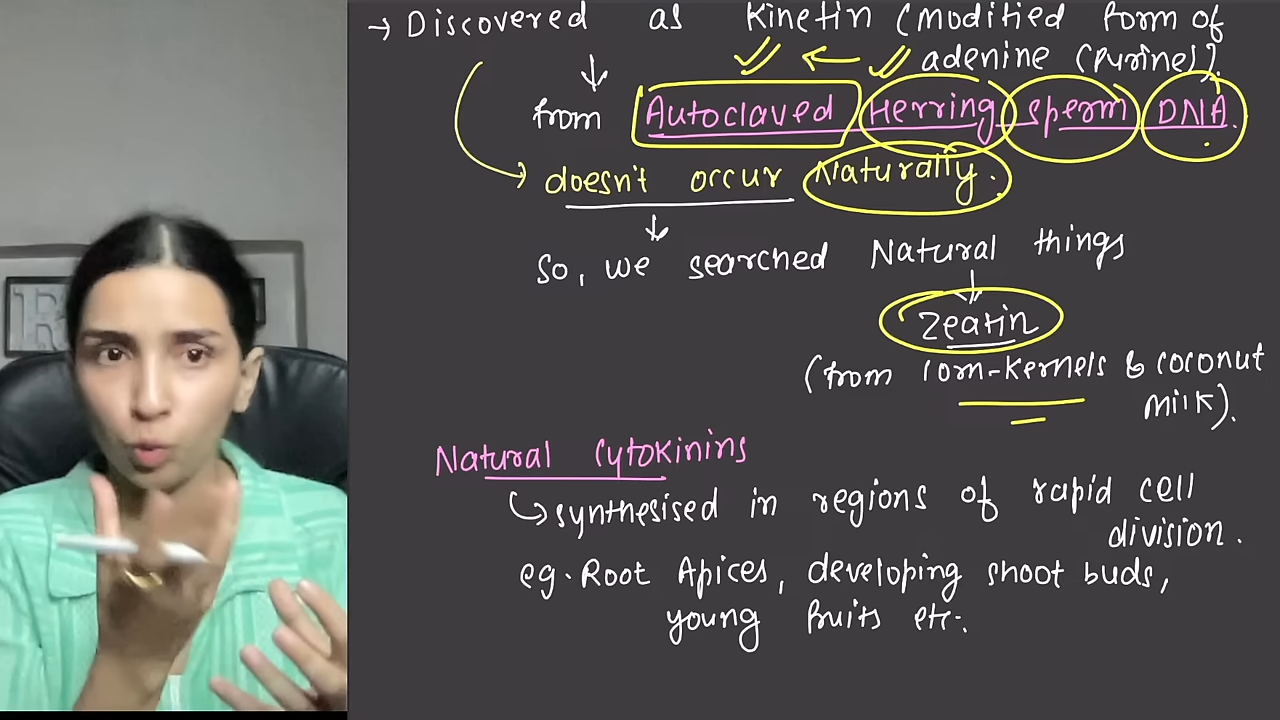 → Discovered as Kinetin (modified form of
adenine (purine)).
from Autoclaved Herring sperm DNA.
doesn't occur Naturally.
So, we searched Natural things
Zeatin
(from corn-kernels & coconut
milk).
Natural Cytokinins
synthesised in regions of rapid cell
division.
eg. Root Apices, developing shoot buds,
young fruits etc.